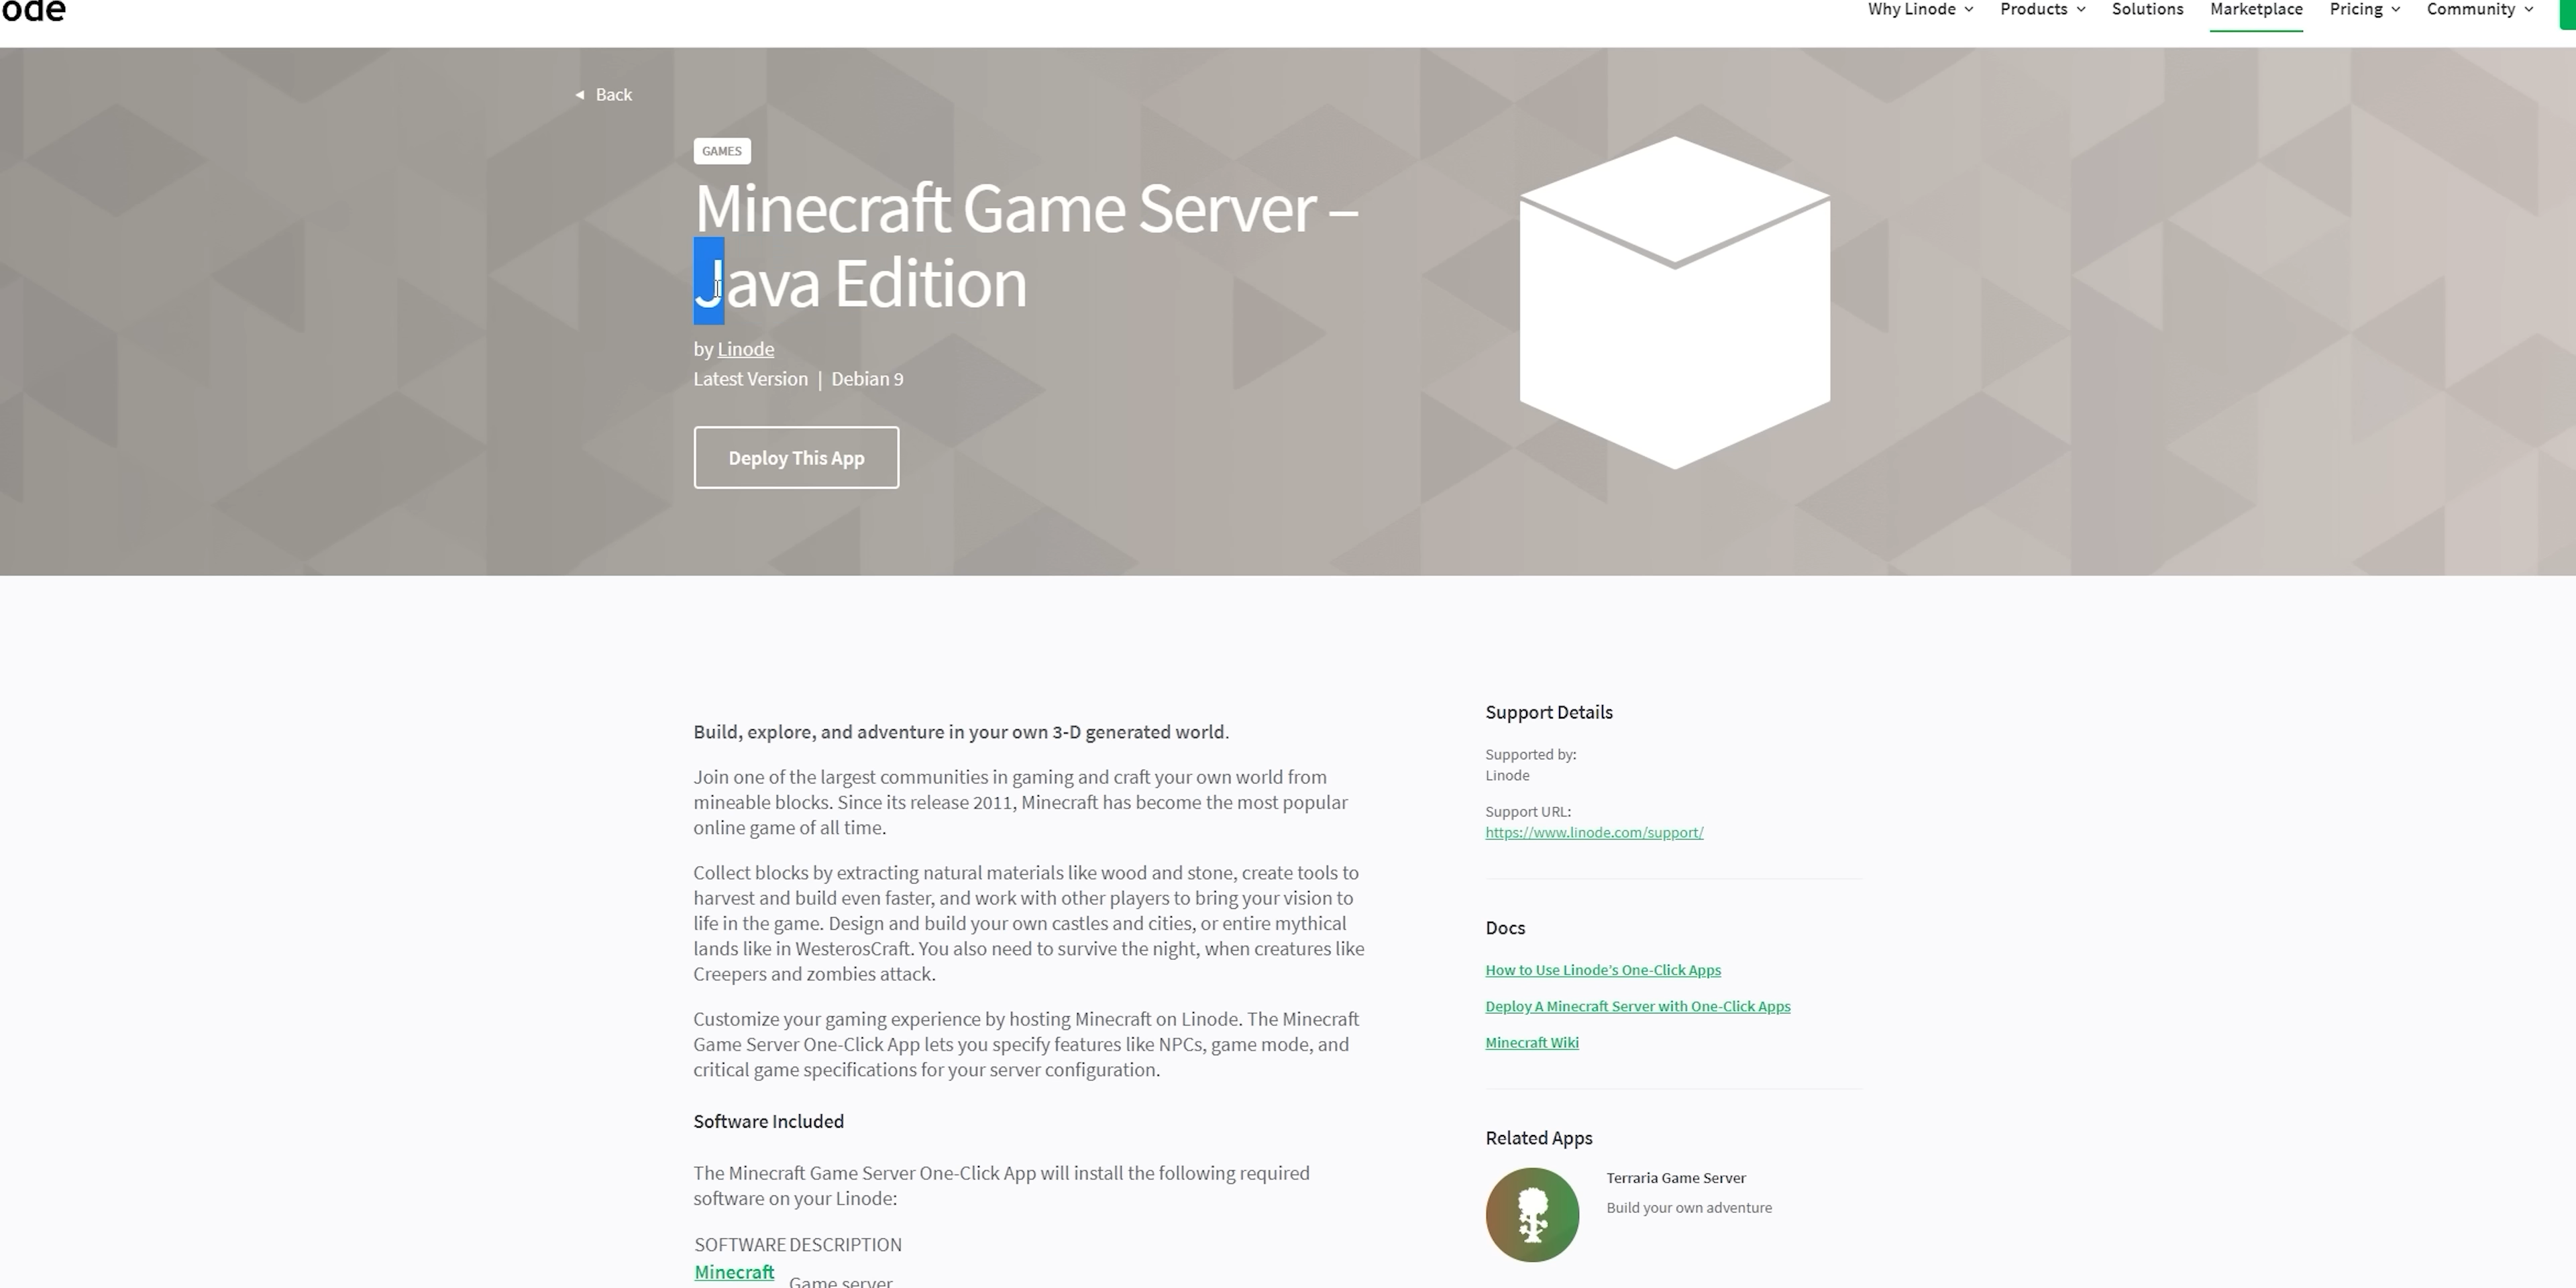 ode
Why Linode
Products
Solutions
Marketplace
Pricing
Community
Back
GAMES
Minecraft Game Server –
Java Edition
by Linode
Latest Version | Debian 9
Deploy This App
Build, explore, and adventure in your own 3-D generated world.
Join one of the largest communities in gaming and craft your own world from
mineable blocks. Since its release 2011, Minecraft has become the most popular
online game of all time.
Collect blocks by extracting natural materials like wood and stone, create tools to
harvest and build even faster, and work with other players to bring your vision to
life in the game. Design and build your own castles and cities, or entire mythical
lands like in WesterosCraft. You also need to survive the night, when creatures like
Creepers and zombies attack.
Customize your gaming experience by hosting Minecraft on Linode. The Minecraft
Game Server One-Click App lets you specify features like NPCs, game mode, and
critical game specifications for your server configuration.
Software Included
The Minecraft Game Server One-Click App will install the following required
software on your Linode:
SOFTWARE DESCRIPTION
Minecraft
Game server
Support Details
Supported by:
Linode
Support URL:
https://www.linode.com/support/
Docs
How to Use Linode's One-Click Apps
Deploy A Minecraft Server with One-Click Apps
Minecraft Wiki
Related Apps
Terraria Game Server
Build your own adventure